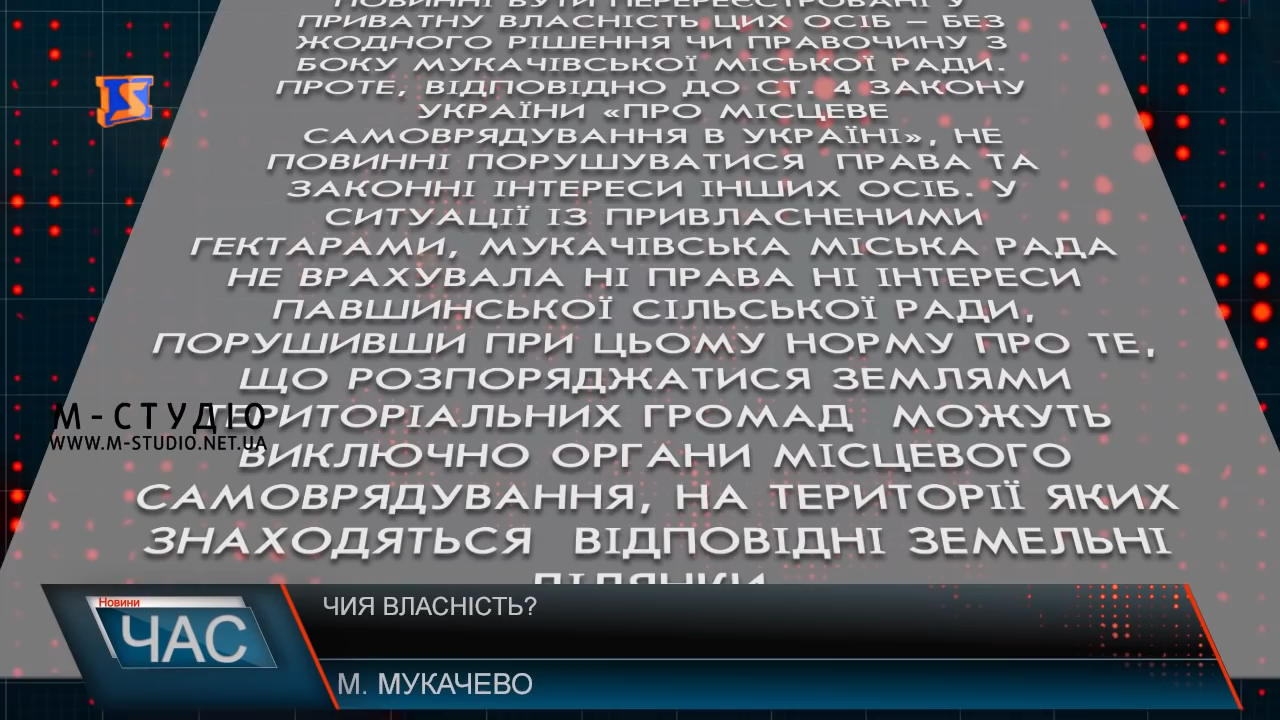 ПОВИННІ БУТИ ПЕРЕРЕЄСТРОВАНІ У
ПРИВАТНУ ВЛАСНІСТЬ ЦИХ ОСІБ – БЕЗ
ЖОДНОГО РІШЕННЯ ЧИ ПРАВОЧИНУ З
БОКУ МУКАЧІВСЬКОЇ МІСЬКОЇ РАДИ.
ПРОТЕ, ВІДПОВІДНО ДО СТ. 4 ЗАКОНУ
УКРАЇНИ «ПРО МІСЦЕВЕ
САМОВРЯДУВАННЯ В УКРАЇНІ», НЕ
ПОВИННІ ПОРУШУВАТИСЯ ПРАВА ТА
ЗАКОННІ ІНТЕРЕСИ ІНШИХ ОСІБ. У
СИТУАЦІЇ ІЗ ПРИВЛАСНЕНИМИ
ГЕКТАРАМИ, МУКАЧІВСЬКА МІСЬКА РАДА
НЕ ВРАХУВАЛА НІ ПРАВА НІ ІНТЕРЕСИ
ПАВШИНСЬКОЇ СІЛЬСЬКОЇ РАДИ,
ПОРУШИВШИ ПРИ ЦЬОМУ НОРМУ ПРО ТЕ,
ЩО РОЗПОРЯДЖАТИСЯ ЗЕМЛЯМИ
ТЕРИТОРІАЛЬНИХ ГРОМАД МОЖУТЬ
ВИКЛЮЧНО ОРГАНИ МІСЦЕВОГО
САМОВРЯДУВАННЯ, НА ТЕРИТОРІЇ ЯКИХ
ЗНАХОДЯТЬСЯ ВІДПОВІДНІ ЗЕМЕЛЬНІ
ДІЛЯНКИ
М-СТУДІО
WWW.M-STUDIO.NET.UA
Новини
ЧАС
ЧИЯ ВЛАСНІСТЬ?
М. МУКАЧЕВО